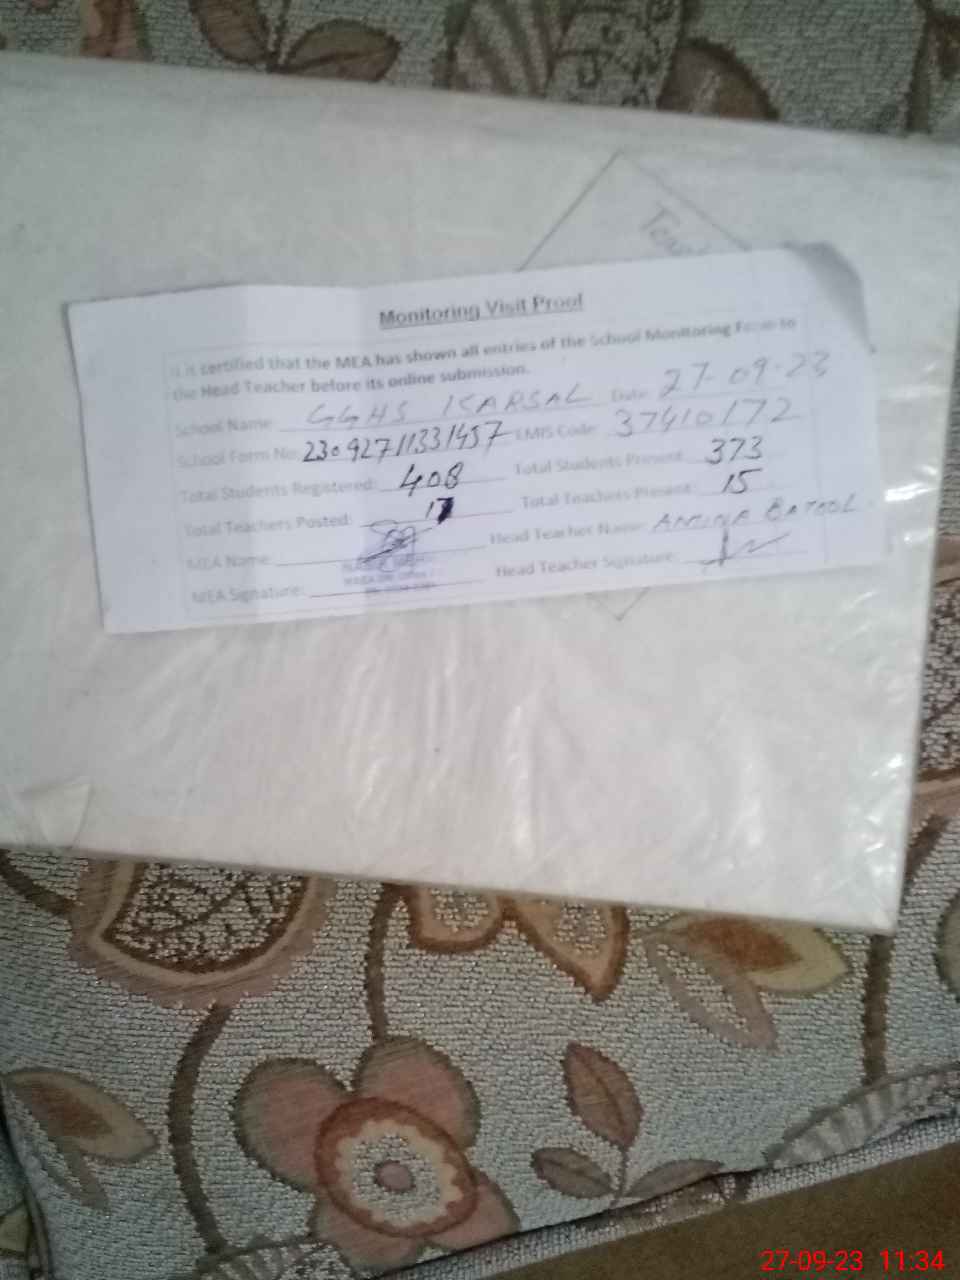 Monitoring Visit Proof
It is certified that the MEA has shown all entries of the School Monitoring Form to
the Head Teacher before its online submission.
School Name: GGHS KARSAL Date: 27-09-23
School Form No: 23092711331457 EMIS Code: 37410172
Total Students Registered: 408 Total Students Present: 373
Total Teachers Posted: 17 Total Teachers Present: 15
MEA Name: Head Teacher Name: AMINA BATOOL
MEA Signature: Head Teacher Signature:
27-09-23 11:34